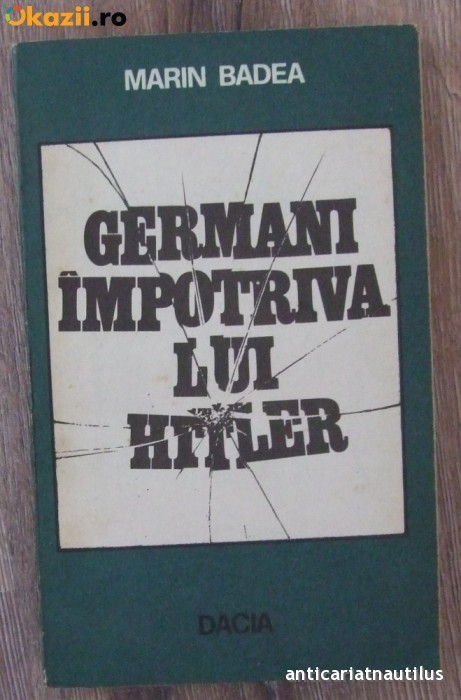 Okazii.ro
MARIN BADEA
GERMANI
ÎMPOTRIVA
LUI
HITLER
DACIA
anticariatnautilus